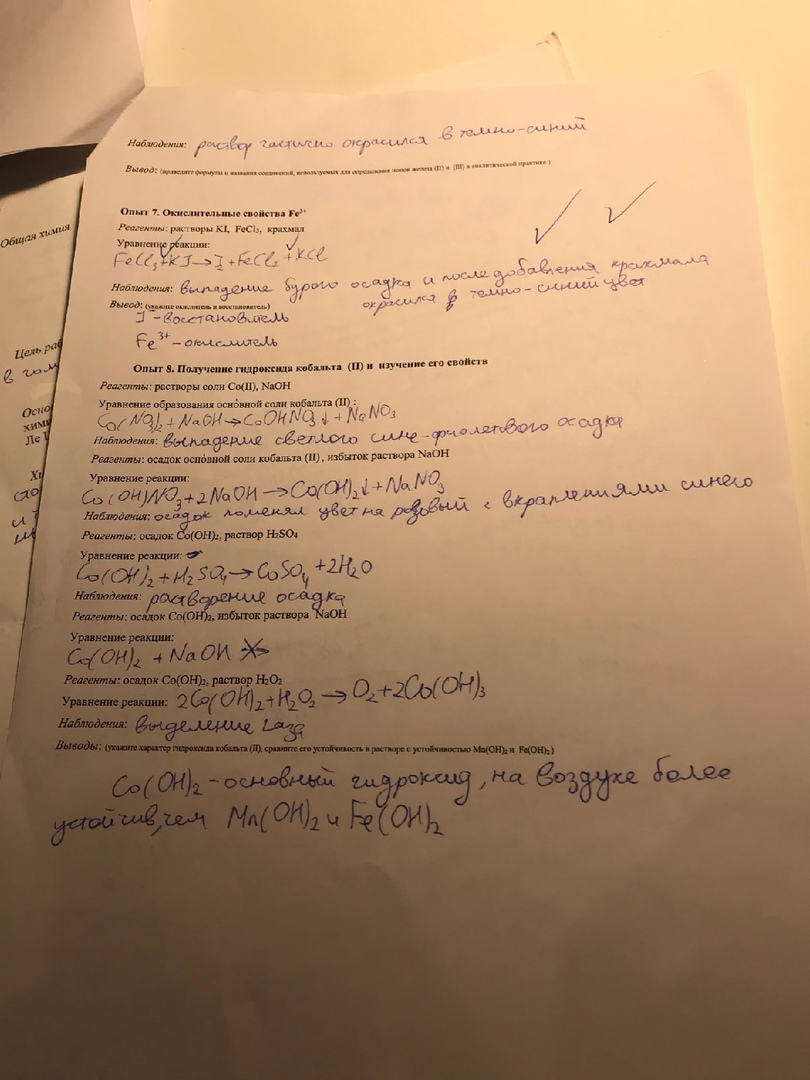 Наблюдения: раствор частично окрасился в темно-синий
Вывод: (приведите формулы и названия соединений, используемых для определения ионов железа (II) и (III) в аналитической практике)
Общая химия
Опыт 7. Окислительные свойства Fe³⁺
Реагенты: растворы KI, FeCl₃, крахмал
Уравнение реакции:
FeCl₃+KI→I +FeCl₂ +KCl
Наблюдения: выпадение бурого осадка и после добавления крахмала
окрасился в темно-синий цвет
Вывод: (укажите окислитель и восстановитель)
I⁻-восстановитель
Fe³⁺-окислитель
Цель раб
в гом
Опыт 8. Получение гидроксида кобальта (II) и изучение его свойств
Реагенты: растворы соли Co(II), NaOH
Уравнение образования осно́вной соли кобальта (II) :
Co(NO₃)₂+NaOH→CoOHNO₃↓+NaNO₃
Наблюдения: выпадение светлого сине-фиолетового осадка
Реагенты: осадок осно́вной соли кобальта (II), избыток раствора NaOH
Уравнение реакции:
Co(OH)NO₃+2NaOH→Co(OH)₂↓+NaNO₃
Наблюдения: осадок поменял цвет на розовый с вкраплениями синего
Реагенты: осадок Co(OH)₂, раствор H₂SO₄
Уравнение реакции:
Co(OH)₂+H₂SO₄→CoSO₄+2H₂O
Наблюдения: растворение осадка
Реагенты: осадок Co(OH)₂, избыток раствора NaOH
Уравнение реакции:
Co(OH)₂ +NaOH
Реагенты: осадок Co(OH)₂, раствор H₂O₂
Уравнение реакции: 2Co(OH)₂+H₂O₂→O₂+2Co(OH)₃
Наблюдения: выделение газа
Выводы: (укажите характер гидроксида кобальта (II), сравните его устойчивость в растворе с устойчивостью Mn(OH)₂ и Fe(OH)₂)
Co(OH)₂-основный гидроксид, на воздухе более
устойчив, чем Mn(OH)₂ и Fe(OH)₂